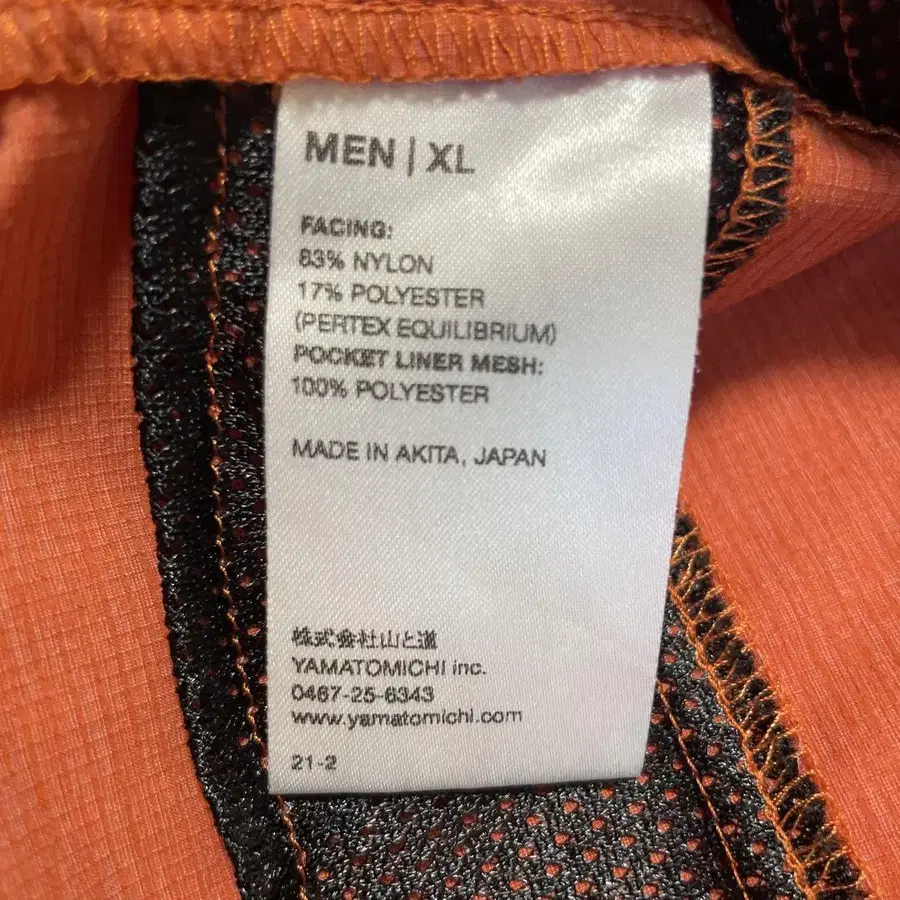 MEN | XL
FACING:
83% NYLON
17% POLYESTER
(PERTEX EQUILIBRIUM)
POCKET LINER MESH:
100% POLYESTER
MADE IN AKITA, JAPAN
株式会社山と道
YAMATOMICHI inc.
0467-25-6343
www.yamatomichi.com
21-2